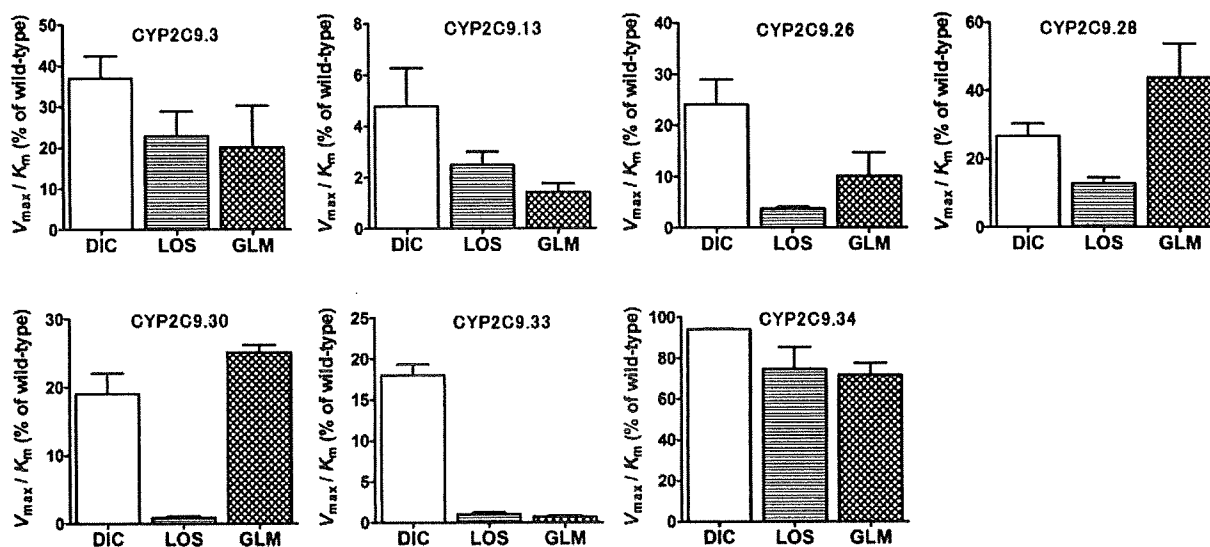 CYP2C9.3
Vmax / Km (% of wild-type)
50
40
30
20
10
0
DIC LOS GLM
CYP2C9.13
Vmax / Km (% of wild-type)
8
6
4
2
0
DIC LOS GLM
CYP2C9.26
Vmax / Km (% of wild-type)
40
30
20
10
0
DIC LOS GLM
CYP2C9.28
Vmax / Km (% of wild-type)
60
40
20
0
DIC LOS GLM
CYP2C9.30
Vmax / Km (% of wild-type)
30
20
10
0
DIC LOS GLM
CYP2C9.33
Vmax / Km (% of wild-type)
25
20
15
10
5
0
DIC LOS GLM
CYP2C9.34
Vmax / Km (% of wild-type)
100
80
60
40
20
0
DIC LOS GLM